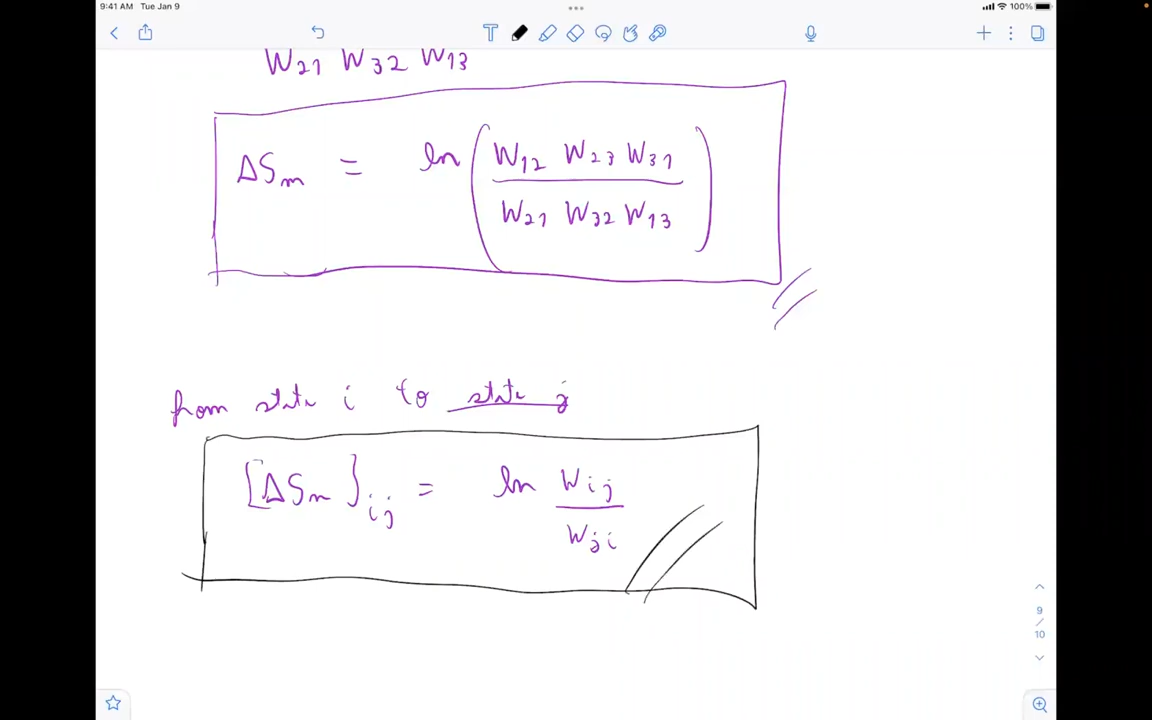 9:41 AM Tue Jan 9
100%
W₂₁ W₃₂ W₁₃
ΔSₘ = ln ( W₁₂ W₂₃ W₃₁ / W₂₁ W₃₂ W₁₃ )
from state i to state j
[ΔSₘ]ᵢⱼ = ln Wᵢⱼ / Wⱼᵢ
9
/
10